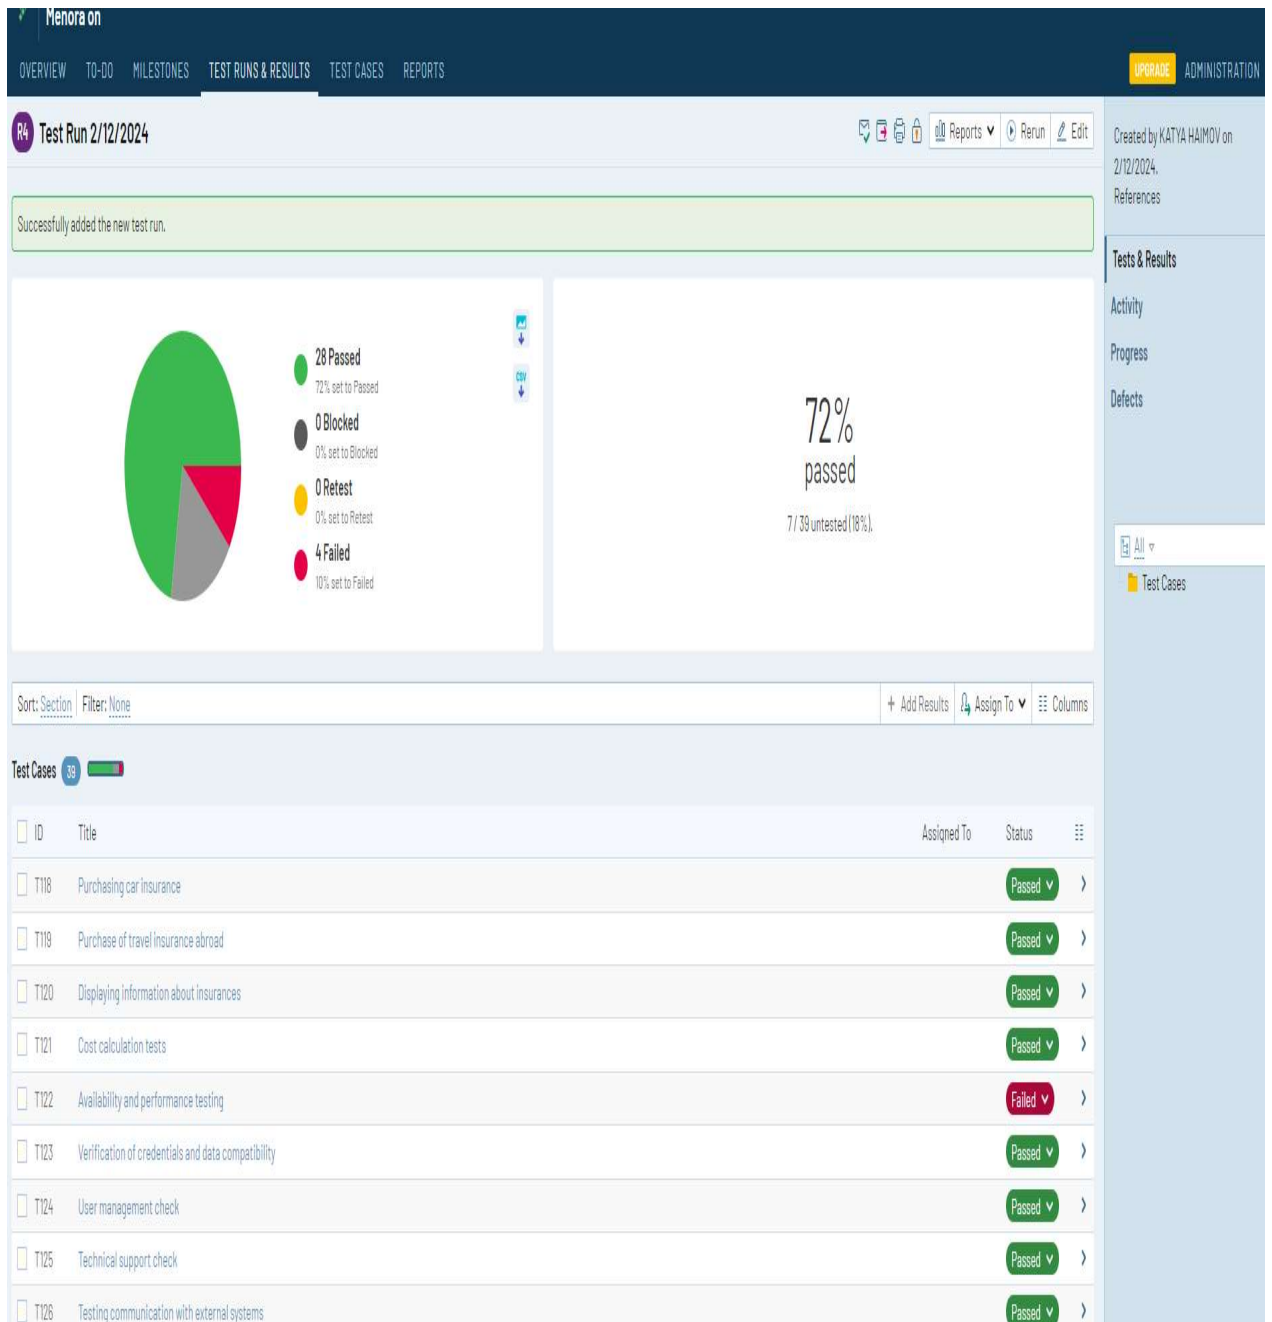 Menora on
OVERVIEW TO-DO MILESTONES TEST RUNS & RESULTS TEST CASES REPORTS UPGRADE ADMINISTRATION
R4 Test Run 2/12/2024 Reports Rerun Edit
Created by KATYA HAIMOV on
2/12/2024.
References
Successfully added the new test run.
Tests & Results
Activity
Progress
Defects
28 Passed
72% set to Passed
0 Blocked
0% set to Blocked
0 Retest
0% set to Retest
4 Failed
10% set to Failed
CSV
72%
passed
7 / 39 untested (18%).
All
Test Cases
Sort: Section Filter: None + Add Results Assign To Columns
Test Cases 39
ID Title Assigned To Status
T118 Purchasing car insurance Passed
T119 Purchase of travel insurance abroad Passed
T120 Displaying information about insurances Passed
T121 Cost calculation tests Passed
T122 Availability and performance testing Failed
T123 Verification of credentials and data compatibility Passed
T124 User management check Passed
T125 Technical support check Passed
T126 Testing communication with external systems Passed